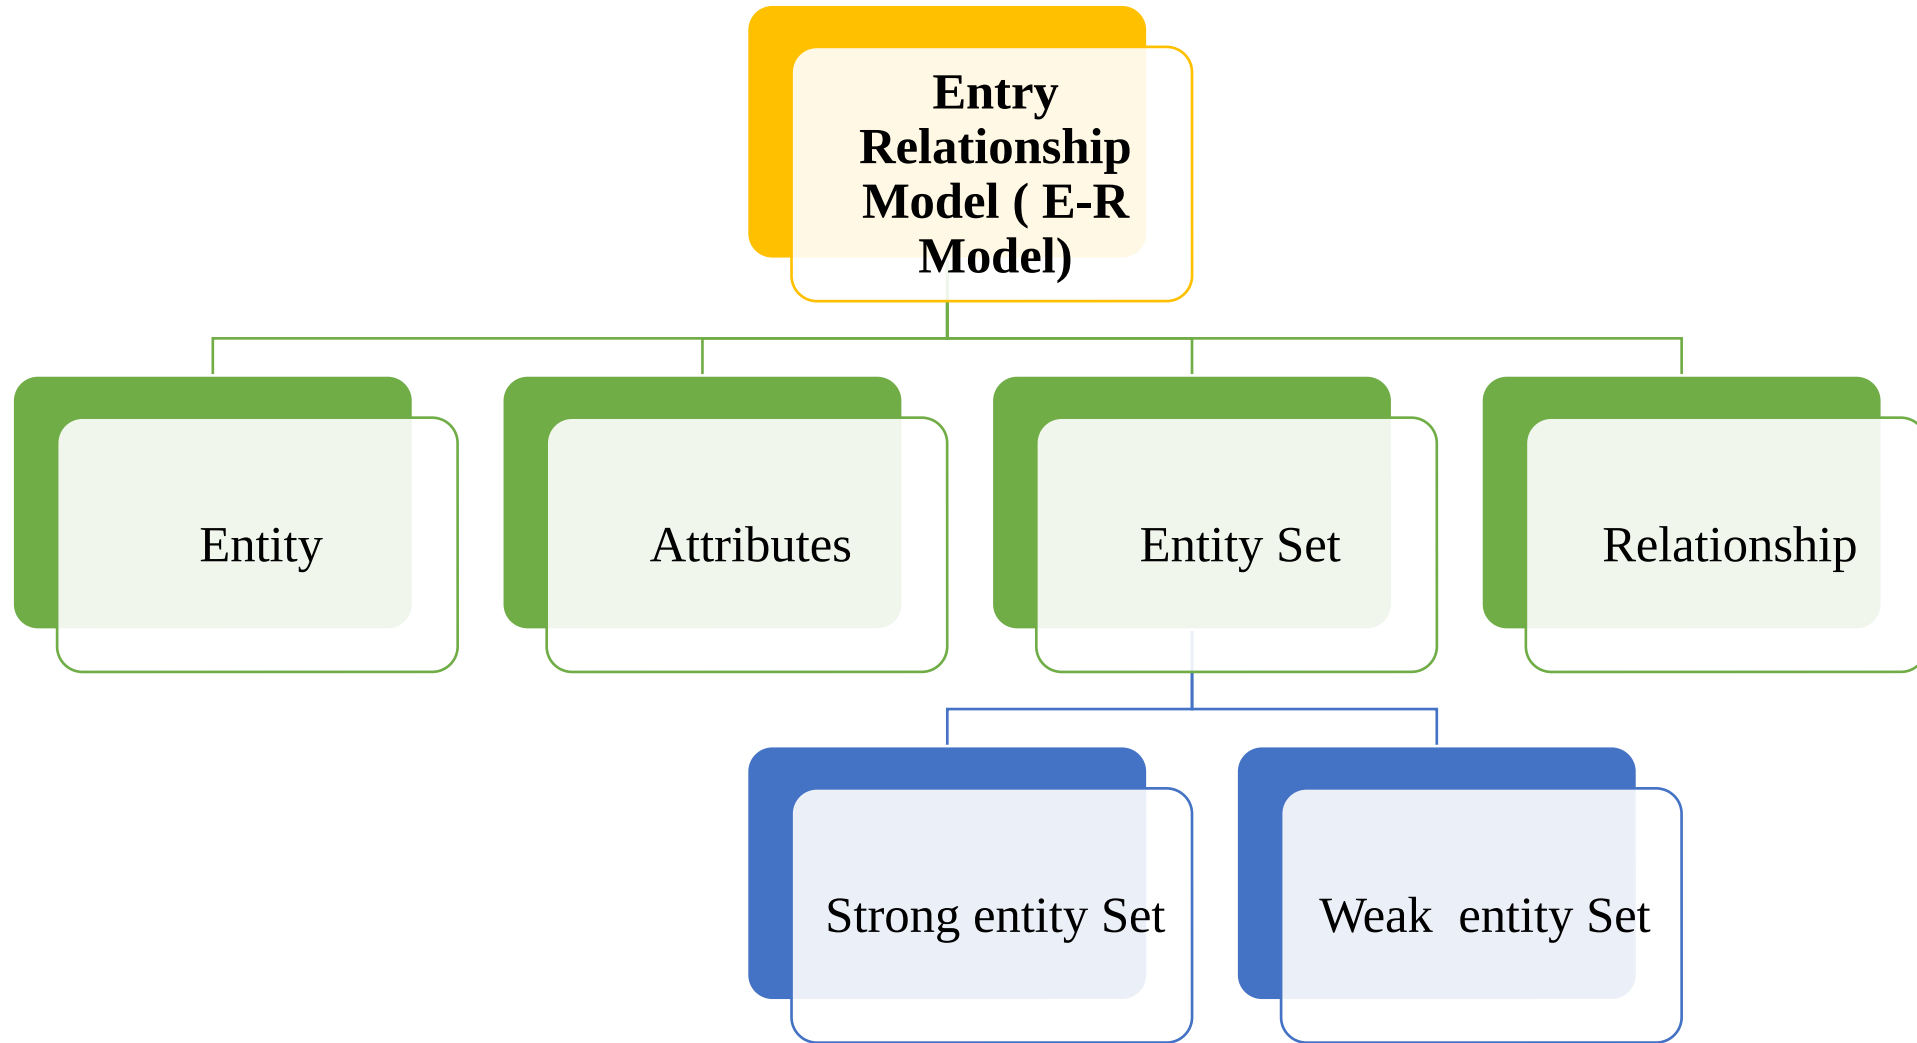 Entry
Relationship
Model ( E-R
Model)
Entity
Attributes
Entity Set
Relationship
Strong entity Set
Weak  entity Set